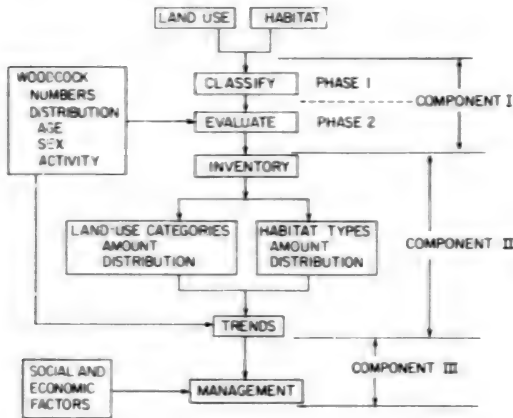 LAND USE
HABITAT
CLASSIFY
PHASE 1
COMPONENT I
WOODCOCK
NUMBERS
DISTRIBUTION
AGE
SEX
ACTIVITY
EVALUATE
PHASE 2
INVENTORY
LAND-USE CATEGORIES
AMOUNT
DISTRIBUTION
HABITAT TYPES
AMOUNT
DISTRIBUTION
COMPONENT II
TRENDS
SOCIAL AND
ECONOMIC
FACTORS
MANAGEMENT
COMPONENT III